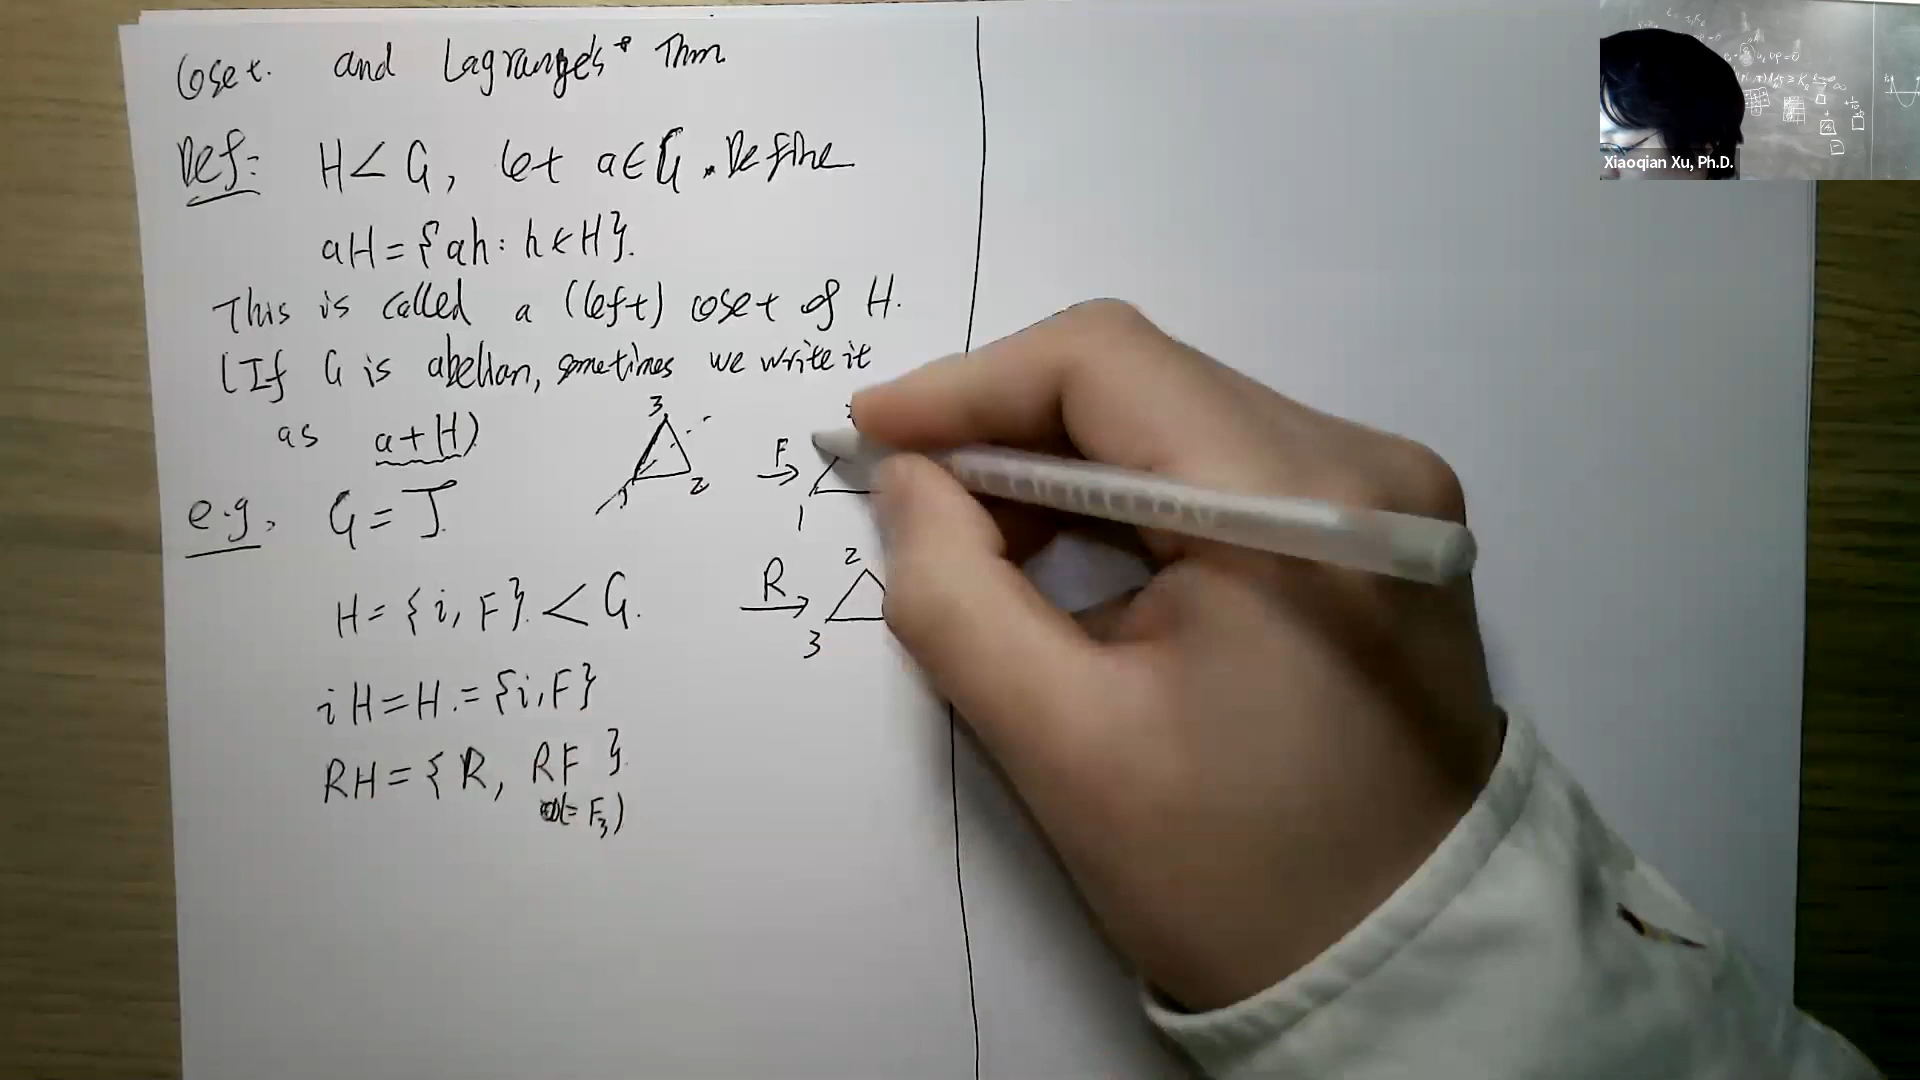 Coset. and Lagrange's Thm
Def: H < G, let a ∈ G. Define
aH = {ah : h ∈ H}.
This is called a (left) coset of H.
(If G is abelian, sometimes we write it
as a+H)
3
1 2
F
1
e.g. G = T.
H = {i, F} < G.
R
2
3
iH = H. = {i, F}
RH = {R, RF }.
(= F₃)
Xiaoqian Xu, Ph.D.